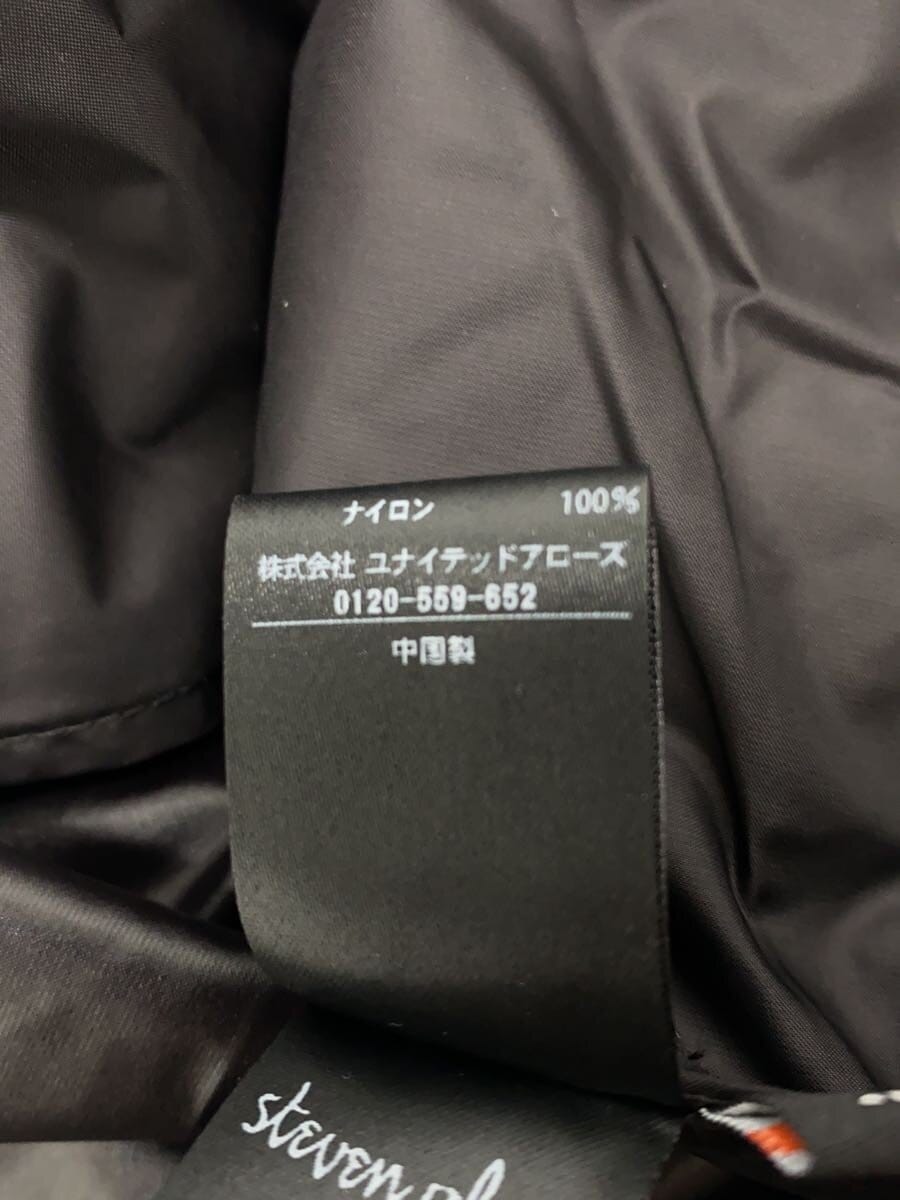 ナイロン 100%
株式会社 ユナイテッドアローズ
0120-559-652
中国製
steven